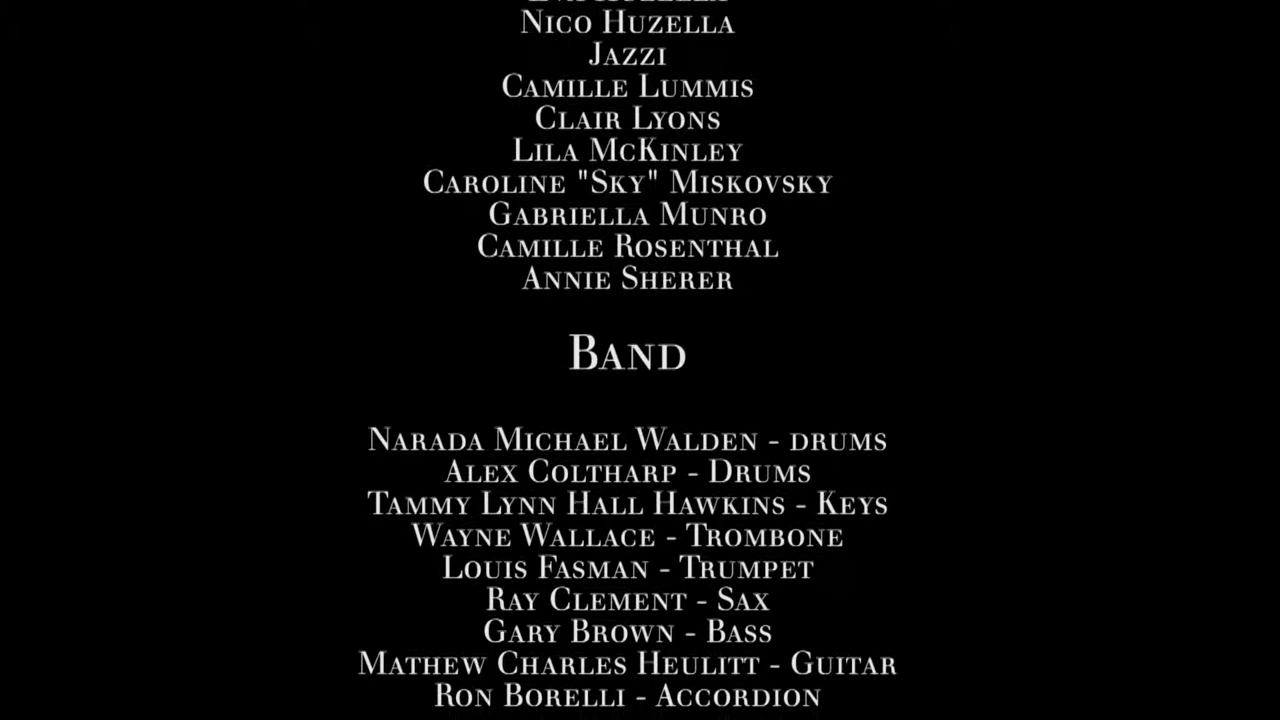 Nico Huzella
Jazzi
Camille Lummis
Clair Lyons
Lila McKinley
Caroline "Sky" Miskovsky
Gabriella Munro
Camille Rosenthal
Annie Sherer
Band
Narada Michael Walden - drums
Alex Coltharp - Drums
Tammy Lynn Hall Hawkins - Keys
Wayne Wallace - Trombone
Louis Fasman - Trumpet
Ray Clement - Sax
Gary Brown - Bass
Mathew Charles Heulitt - Guitar
Ron Borelli - Accordion